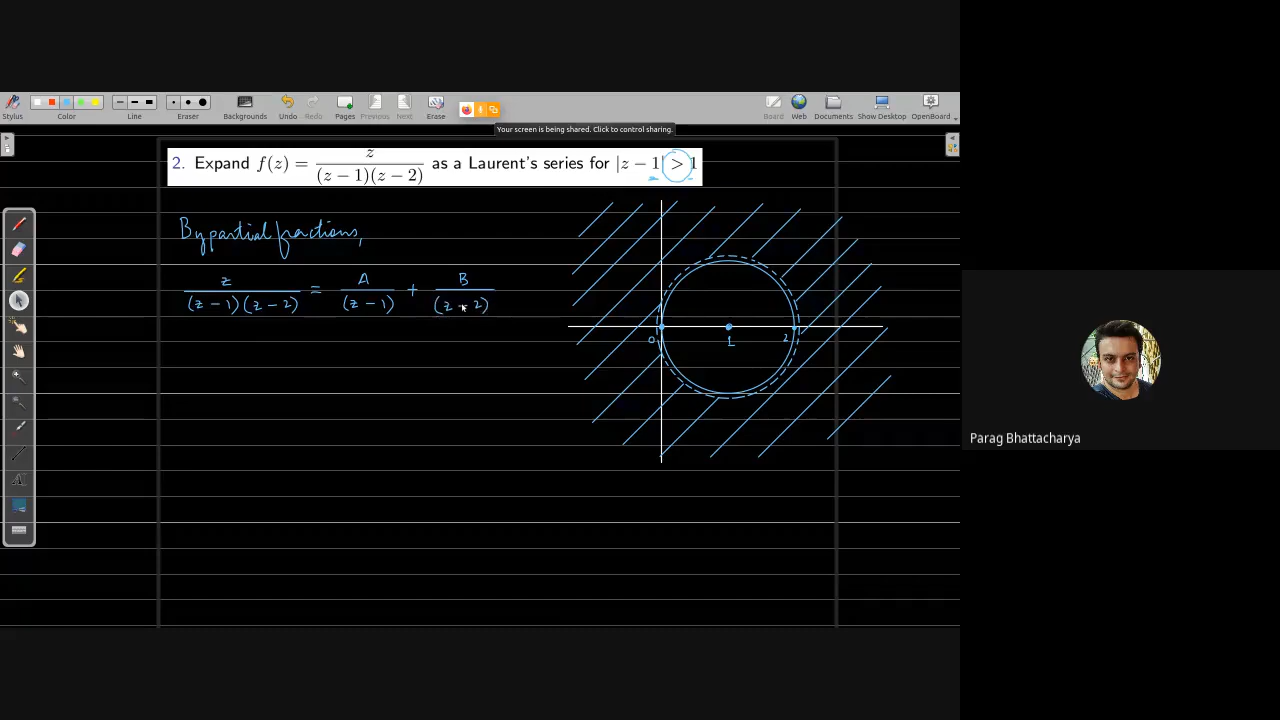 Stylus Color Line Eraser Backgrounds Undo Redo Pages Previous Next Erase Board Web Documents Show Desktop OpenBoard
Your screen is being shared. Click to control sharing.
2. Expand f(z) = z/((z − 1)(z − 2)) as a Laurent's series for |z − 1| > 1
By partial fractions,
z/((z − 1)(z − 2)) = A/(z − 1) + B/(z − 2)
0 1 2
Parag Bhattacharya